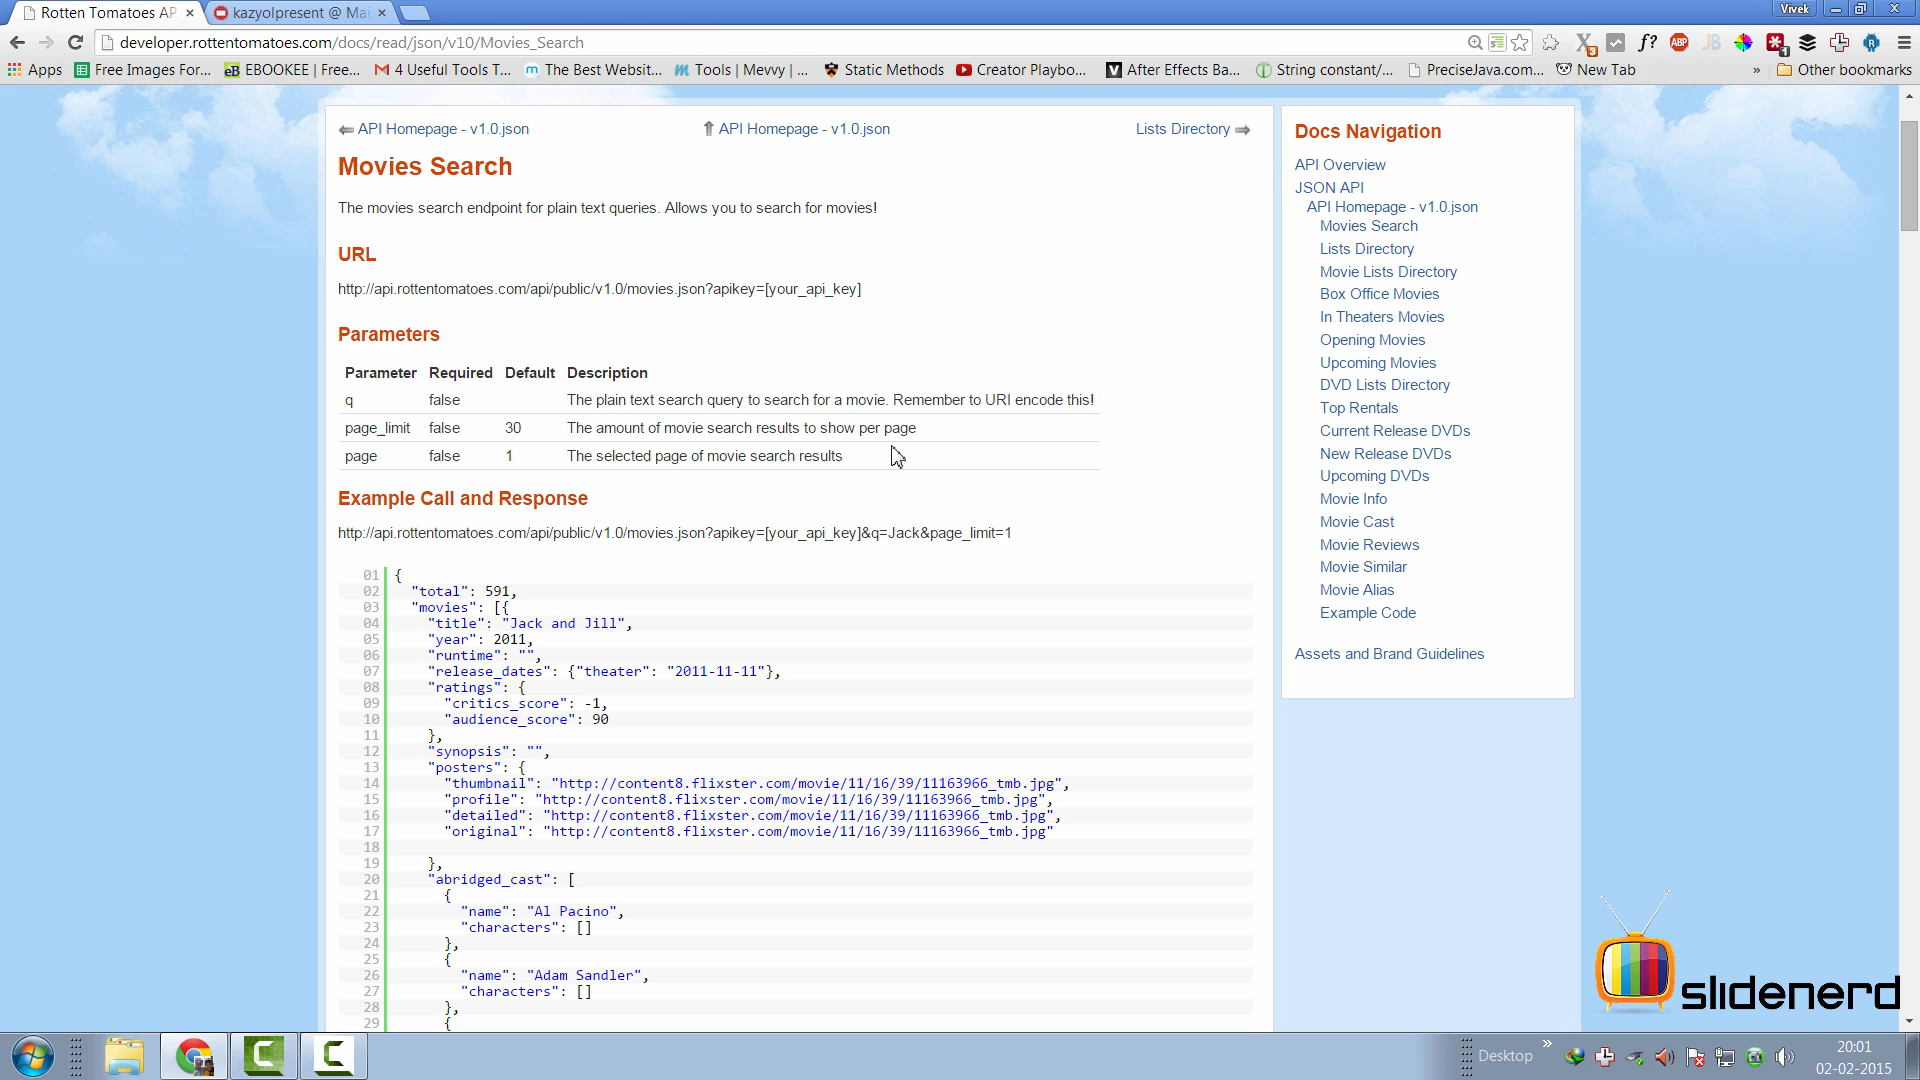 Rotten Tomatoes AP
kazyolpresent @ Mai
Vivek
developer.rottentomatoes.com/docs/read/json/v10/Movies_Search
Apps
Free Images For...
EBOOKEE | Free...
4 Useful Tools T...
The Best Websit...
Tools | Mevvy | ...
Static Methods
Creator Playbo...
After Effects Ba...
String constant/...
PreciseJava.com...
New Tab
»
Other bookmarks
API Homepage - v1.0.json
API Homepage - v1.0.json
Lists Directory
Movies Search
The movies search endpoint for plain text queries. Allows you to search for movies!
URL
http://api.rottentomatoes.com/api/public/v1.0/movies.json?apikey=[your_api_key]
Parameters
Parameter Required Default Description
q false The plain text search query to search for a movie. Remember to URI encode this!
page_limit false 30 The amount of movie search results to show per page
page false 1 The selected page of movie search results
Example Call and Response
http://api.rottentomatoes.com/api/public/v1.0/movies.json?apikey=[your_api_key]&q=Jack&page_limit=1
01 {
02 "total": 591,
03 "movies": [{
04 "title": "Jack and Jill",
05 "year": 2011,
06 "runtime": "",
07 "release_dates": {"theater": "2011-11-11"},
08 "ratings": {
09 "critics_score": -1,
10 "audience_score": 90
11 },
12 "synopsis": "",
13 "posters": {
14 "thumbnail": "http://content8.flixster.com/movie/11/16/39/11163966_tmb.jpg",
15 "profile": "http://content8.flixster.com/movie/11/16/39/11163966_tmb.jpg",
16 "detailed": "http://content8.flixster.com/movie/11/16/39/11163966_tmb.jpg",
17 "original": "http://content8.flixster.com/movie/11/16/39/11163966_tmb.jpg"
18
19 },
20 "abridged_cast": [
21 {
22 "name": "Al Pacino",
23 "characters": []
24 },
25 {
26 "name": "Adam Sandler",
27 "characters": []
28 },
29 {
Docs Navigation
API Overview
JSON API
API Homepage - v1.0.json
Movies Search
Lists Directory
Movie Lists Directory
Box Office Movies
In Theaters Movies
Opening Movies
Upcoming Movies
DVD Lists Directory
Top Rentals
Current Release DVDs
New Release DVDs
Upcoming DVDs
Movie Info
Movie Cast
Movie Reviews
Movie Similar
Movie Alias
Example Code
Assets and Brand Guidelines
slidenerd
Desktop
»
20:01
02-02-2015